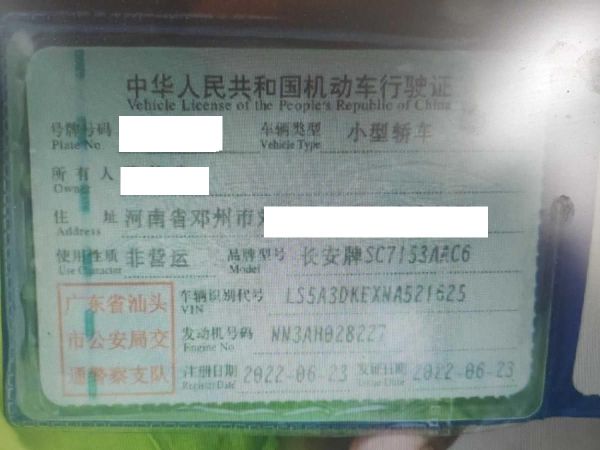 中华人民共和国机动车行驶证
Vehicle License of the People's Republic of China
号牌号码 车辆类型 小型轿车
Plate No Vehicle Type
所有人
Owner
住址 河南省邓州市
Address
使用性质 非营运 品牌型号 长安牌SC7153AAC6
Use Character Model
广东省汕头
市公安局交
通警察支队
车辆识别代号 LS5A3DKEXNA521625
VIN
发动机号码 NN3AH028227
Engine No
注册日期 2022-06-23 发证日期 2022-06-23
Register Date Issue Date